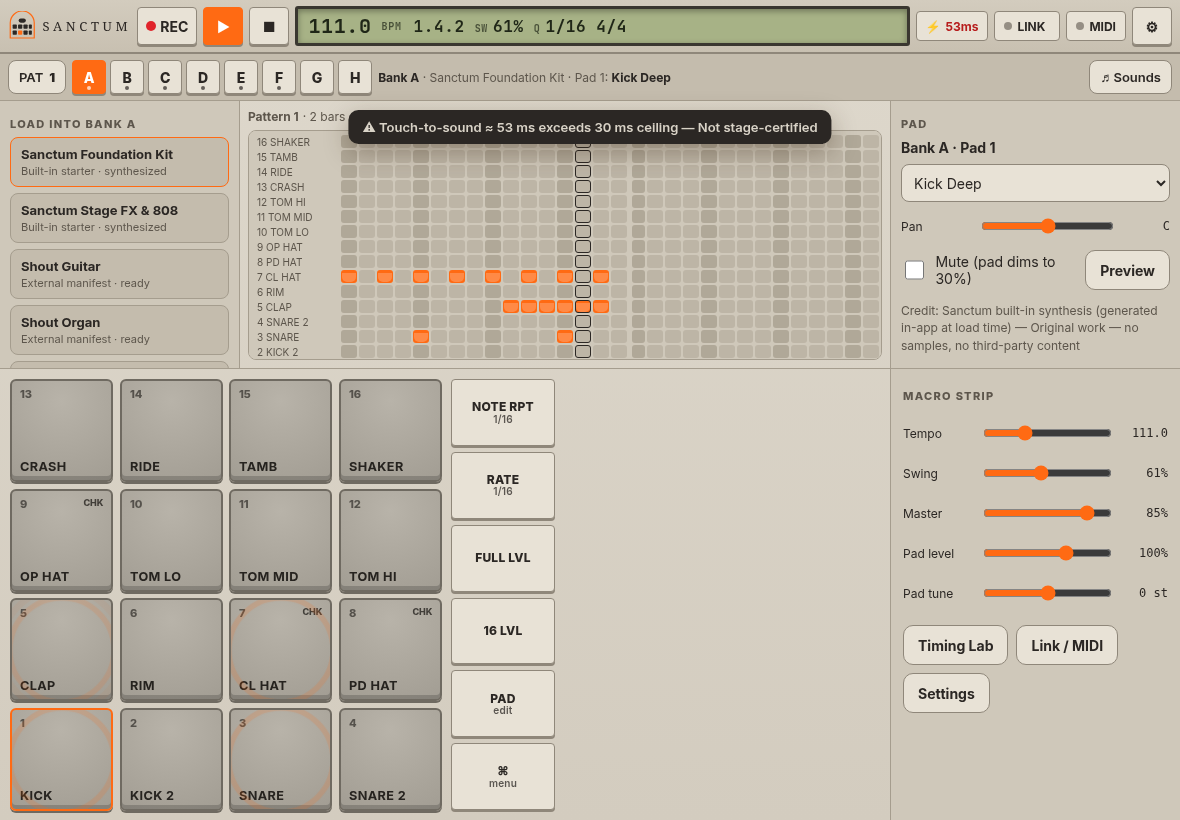 SANCTUM
REC
▶
■
111.0 BPM 1.4.2 SW 61% Q 1/16 4/4
⚡ 53ms
LINK
MIDI
⚙
PAT 1
A
B
C
D
E
F
G
H
Bank A · Sanctum Foundation Kit · Pad 1: Kick Deep
♬ Sounds
LOAD INTO BANK A
Sanctum Foundation Kit
Built-in starter · synthesized
Sanctum Stage FX & 808
Built-in starter · synthesized
Shout Guitar
External manifest · ready
Shout Organ
External manifest · ready
Pattern 1 · 2 bars
⚠ Touch-to-sound ≈ 53 ms exceeds 30 ms ceiling — Not stage-certified
16 SHAKER
15 TAMB
14 RIDE
13 CRASH
12 TOM HI
11 TOM MID
10 TOM LO
9 OP HAT
8 PD HAT
7 CL HAT
6 RIM
5 CLAP
4 SNARE 2
3 SNARE
2 KICK 2
PAD
Bank A · Pad 1
Kick Deep
Pan
C
Mute (pad dims to
30%)
Preview
Credit: Sanctum built-in synthesis (generated
in-app at load time) — Original work — no
samples, no third-party content
13
CRASH
14
RIDE
15
TAMB
16
SHAKER
9
CHK
OP HAT
10
TOM LO
11
TOM MID
12
TOM HI
5
CLAP
6
RIM
7
CHK
CL HAT
8
CHK
PD HAT
1
KICK
2
KICK 2
3
SNARE
4
SNARE 2
NOTE RPT
1/16
RATE
1/16
FULL LVL
16 LVL
PAD
edit
⌘
menu
MACRO STRIP
Tempo
111.0
Swing
61%
Master
85%
Pad level
100%
Pad tune
0 st
Timing Lab
Link / MIDI
Settings